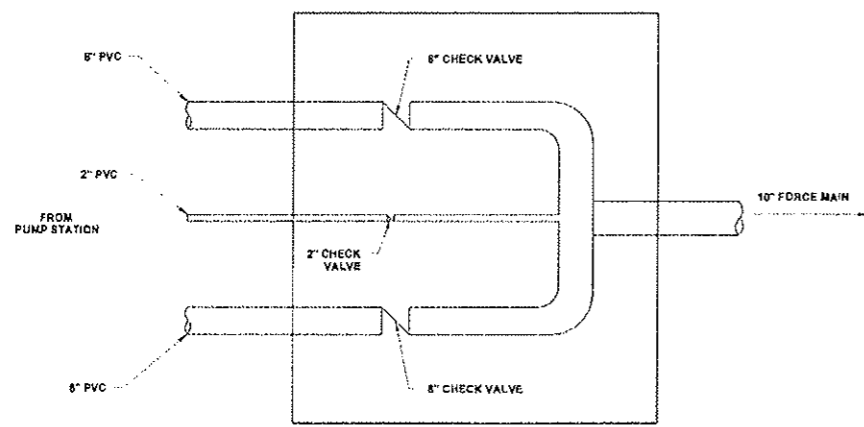 8" PVC
8" CHECK VALVE
2" PVC
10" FORCE MAIN
FROM
PUMP STATION
2" CHECK
VALVE
8" PVC
8" CHECK VALVE